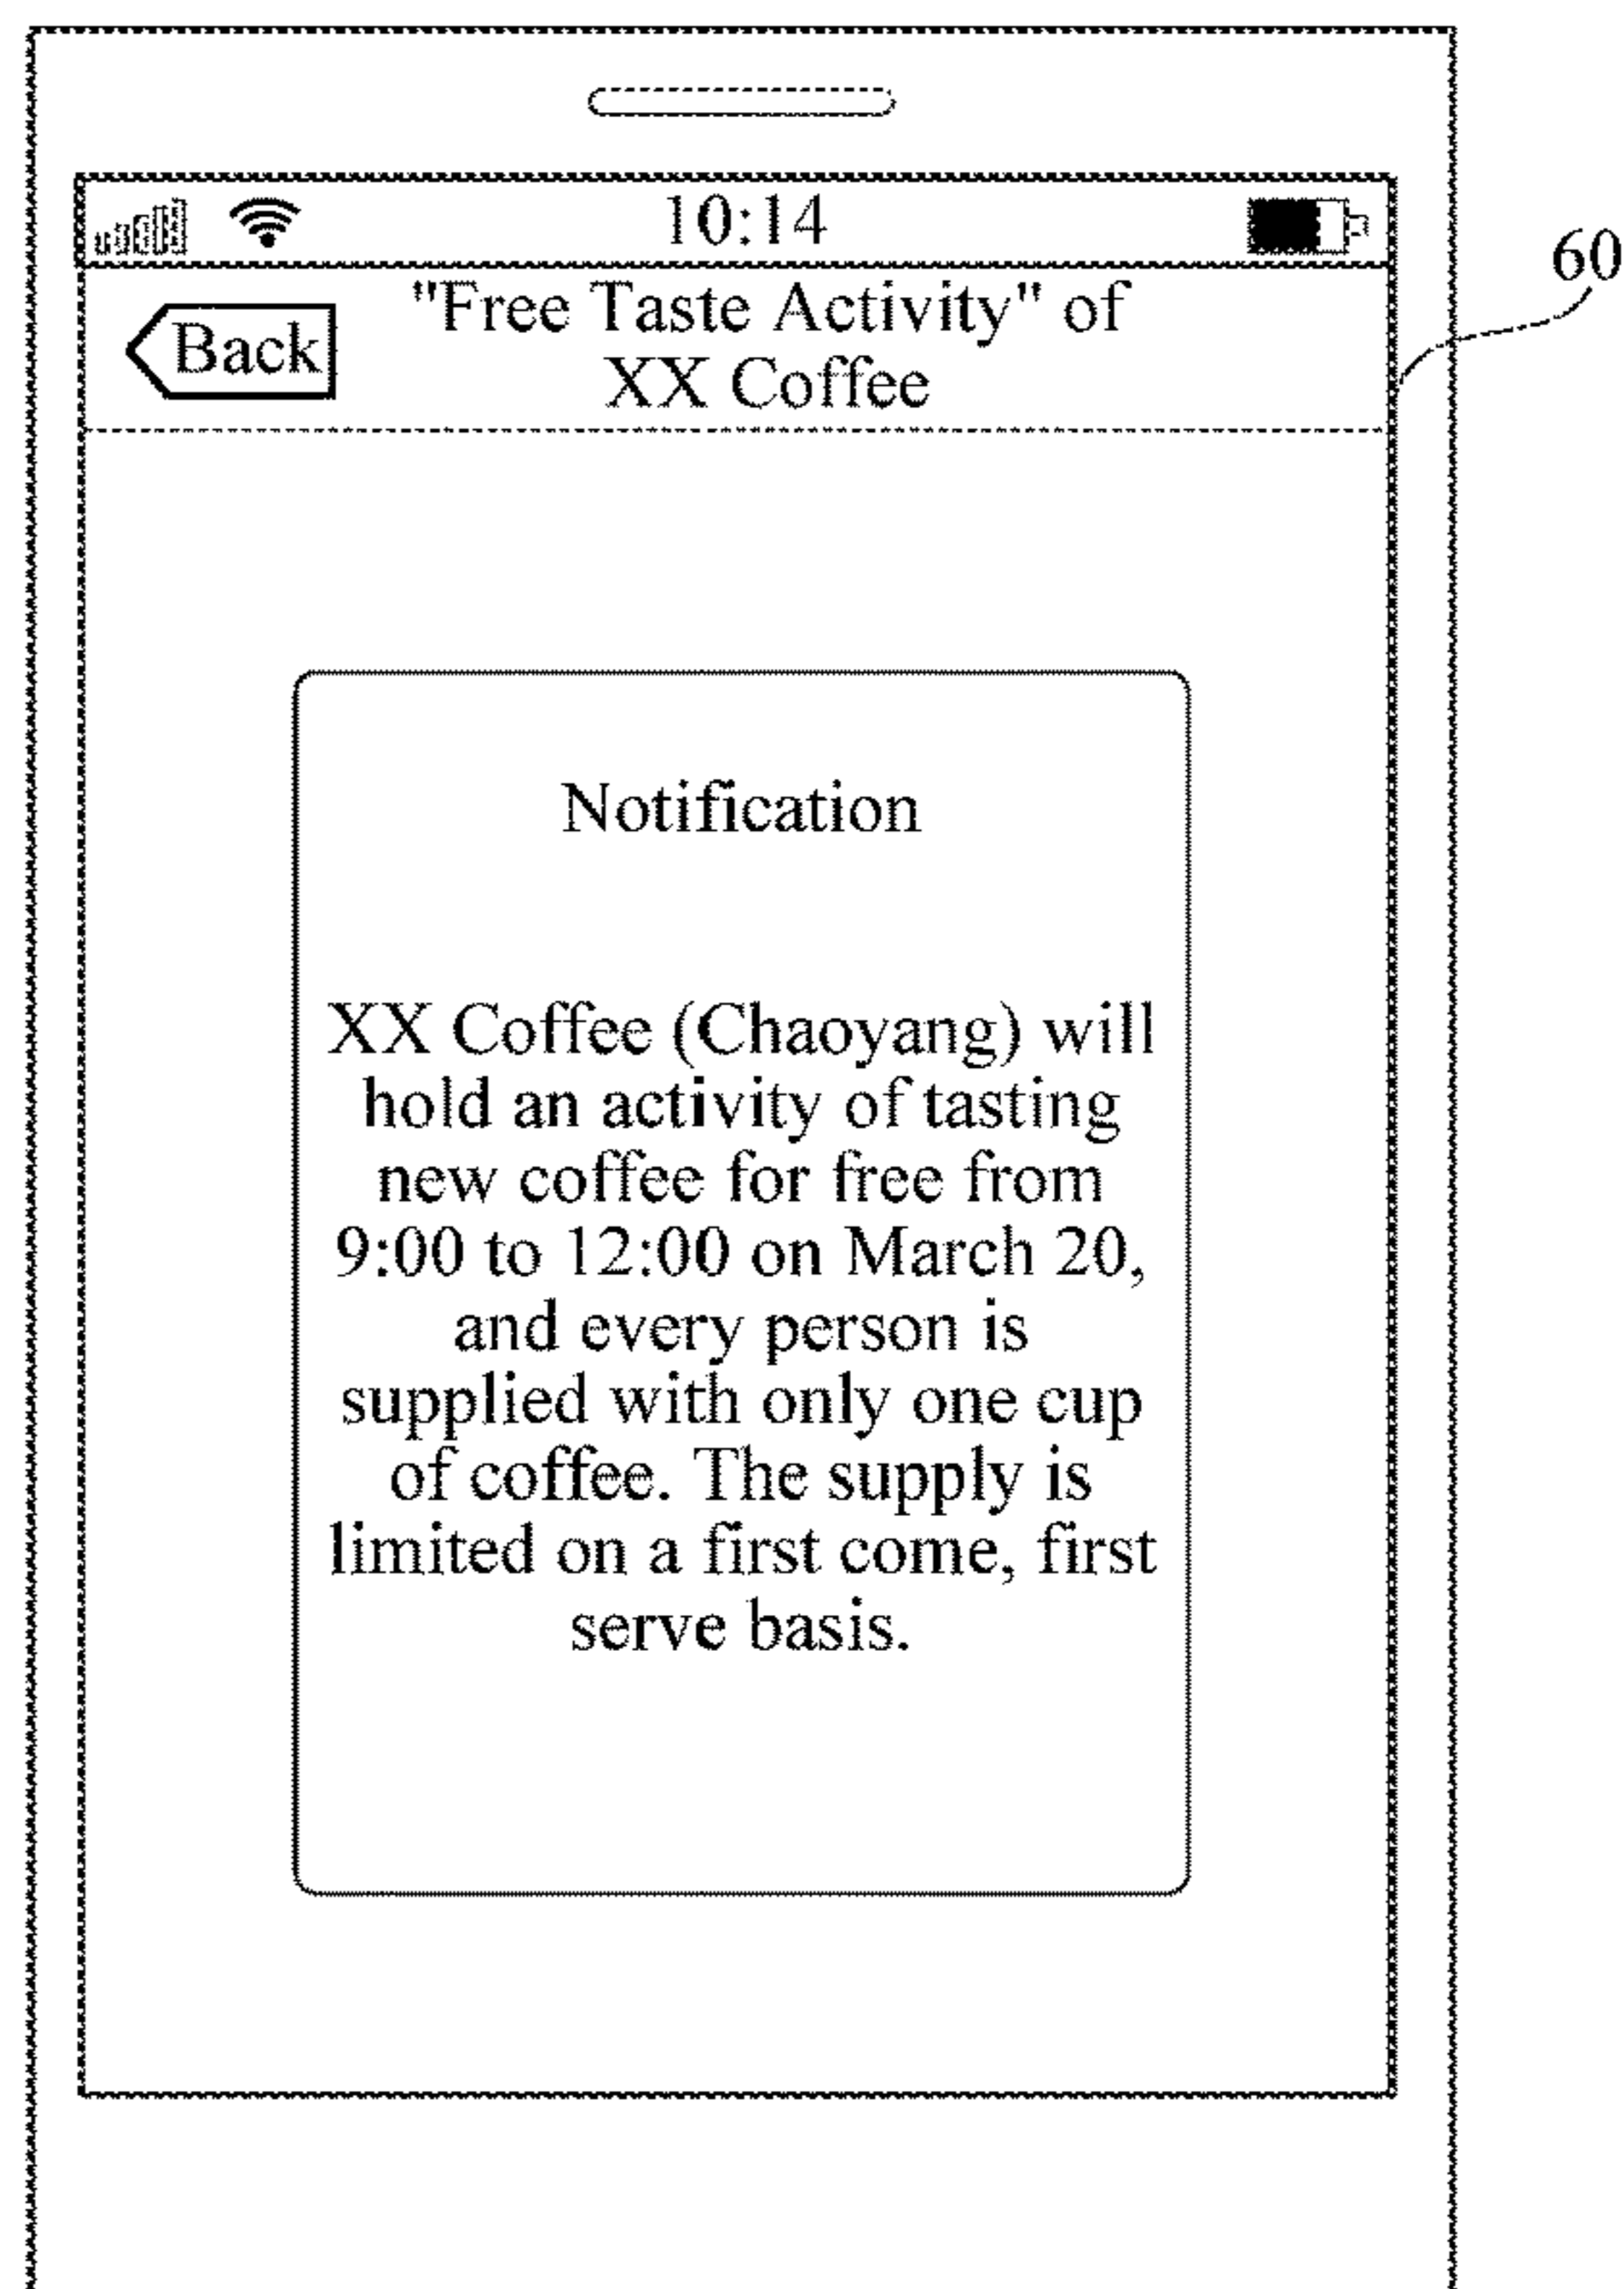 10:14
60
Back
"Free Taste Activity" of
XX Coffee
Notification
XX Coffee (Chaoyang) will
hold an activity of tasting
new coffee for free from
9:00 to 12:00 on March 20,
and every person is
supplied with only one cup
of coffee. The supply is
limited on a first come, first
serve basis.